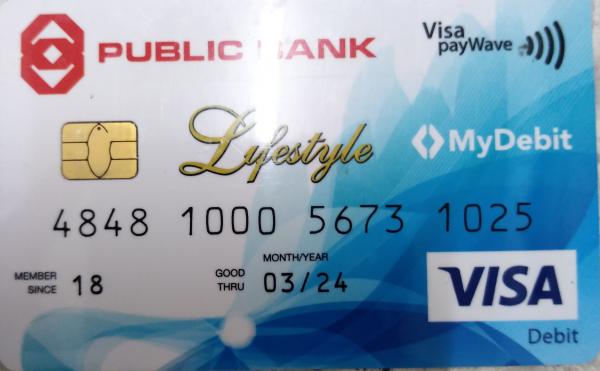 PUBLIC BANK
Visa
payWave
Lifestyle
MyDebit
4848 1000 5673 1025
MONTH/YEAR
MEMBER SINCE 18
GOOD THRU 03/24
VISA
Debit